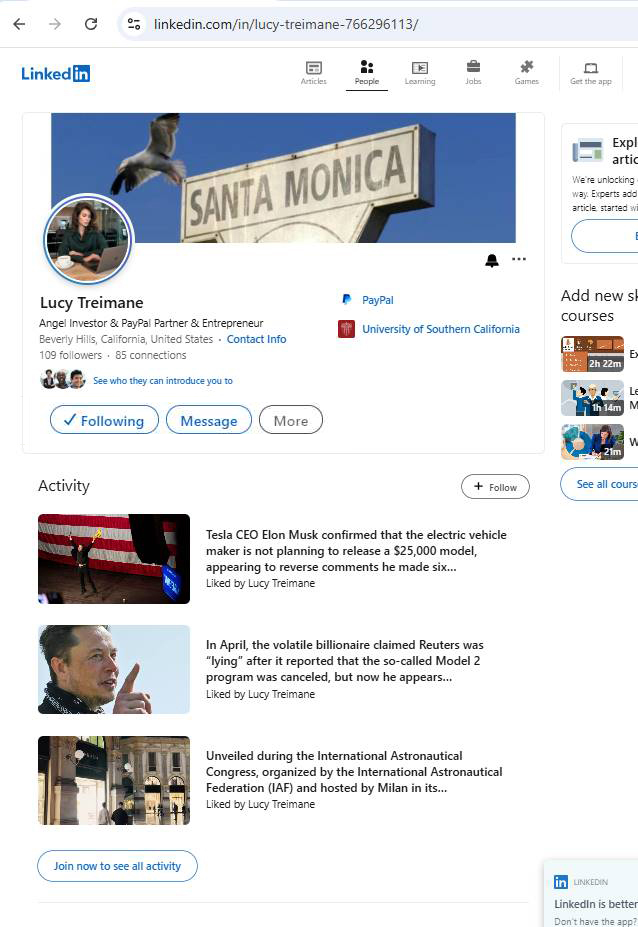 linkedin.com/in/lucy-treimane-766296113/
Linkedin
Articles
People
Learning
Jobs
Games
Get the app
SANTA MONICA
Lucy Treimane
Angel Investor & PayPal Partner & Entrepreneur
Beverly Hills, California, United States · Contact Info
109 followers · 85 connections
See who they can introduce you to
PayPal
University of Southern California
Following
Message
More
Activity
+ Follow
Tesla CEO Elon Musk confirmed that the electric vehicle
maker is not planning to release a $25,000 model,
appearing to reverse comments he made six...
Liked by Lucy Treimane
In April, the volatile billionaire claimed Reuters was
“lying” after it reported that the so-called Model 2
program was canceled, but now he appears...
Liked by Lucy Treimane
Unveiled during the International Astronautical
Congress, organized by the International Astronautical
Federation (IAF) and hosted by Milan in its...
Liked by Lucy Treimane
Join now to see all activity
Expl
artic
We're unlocking
way. Experts add
article, started wi
E
Add new sk
courses
2h 22m
Ex
1h 14m
Le
M
21m
W
See all cours
in LINKEDIN
LinkedIn is better
Don't have the app?